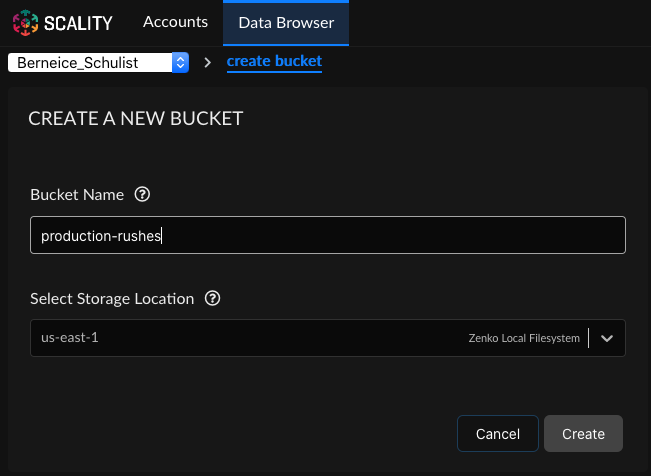 SCALITY Accounts Data Browser
Berneice_Schulist > create bucket
CREATE A NEW BUCKET
Bucket Name ?
production-rushes
Select Storage Location ?
us-east-1 Zenko Local Filesystem
Cancel Create